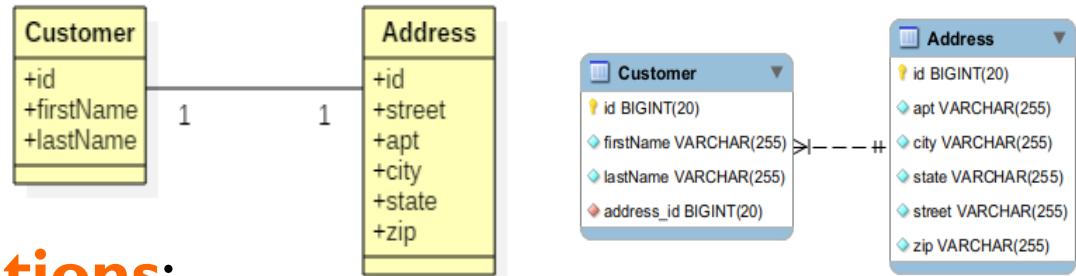 Customer
+id
+firstName
+lastName
1
1
Address
+id
+street
+apt
+city
+state
+zip
Customer
id BIGINT(20)
firstName VARCHAR(255)
lastName VARCHAR(255)
address_id BIGINT(20)
Address
id BIGINT(20)
apt VARCHAR(255)
city VARCHAR(255)
state VARCHAR(255)
street VARCHAR(255)
zip VARCHAR(255)
tions: